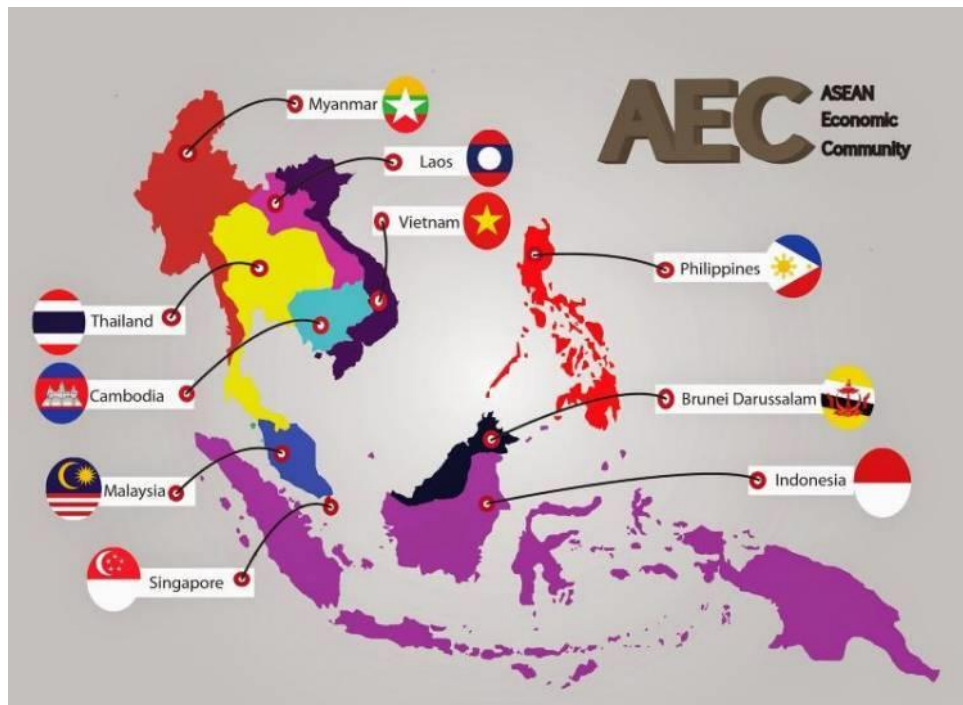 AEC
ASEAN
Economic
Community
Myanmar
Laos
Vietnam
Philippines
Thailand
Cambodia
Brunei Darussalam
Malaysia
Indonesia
Singapore